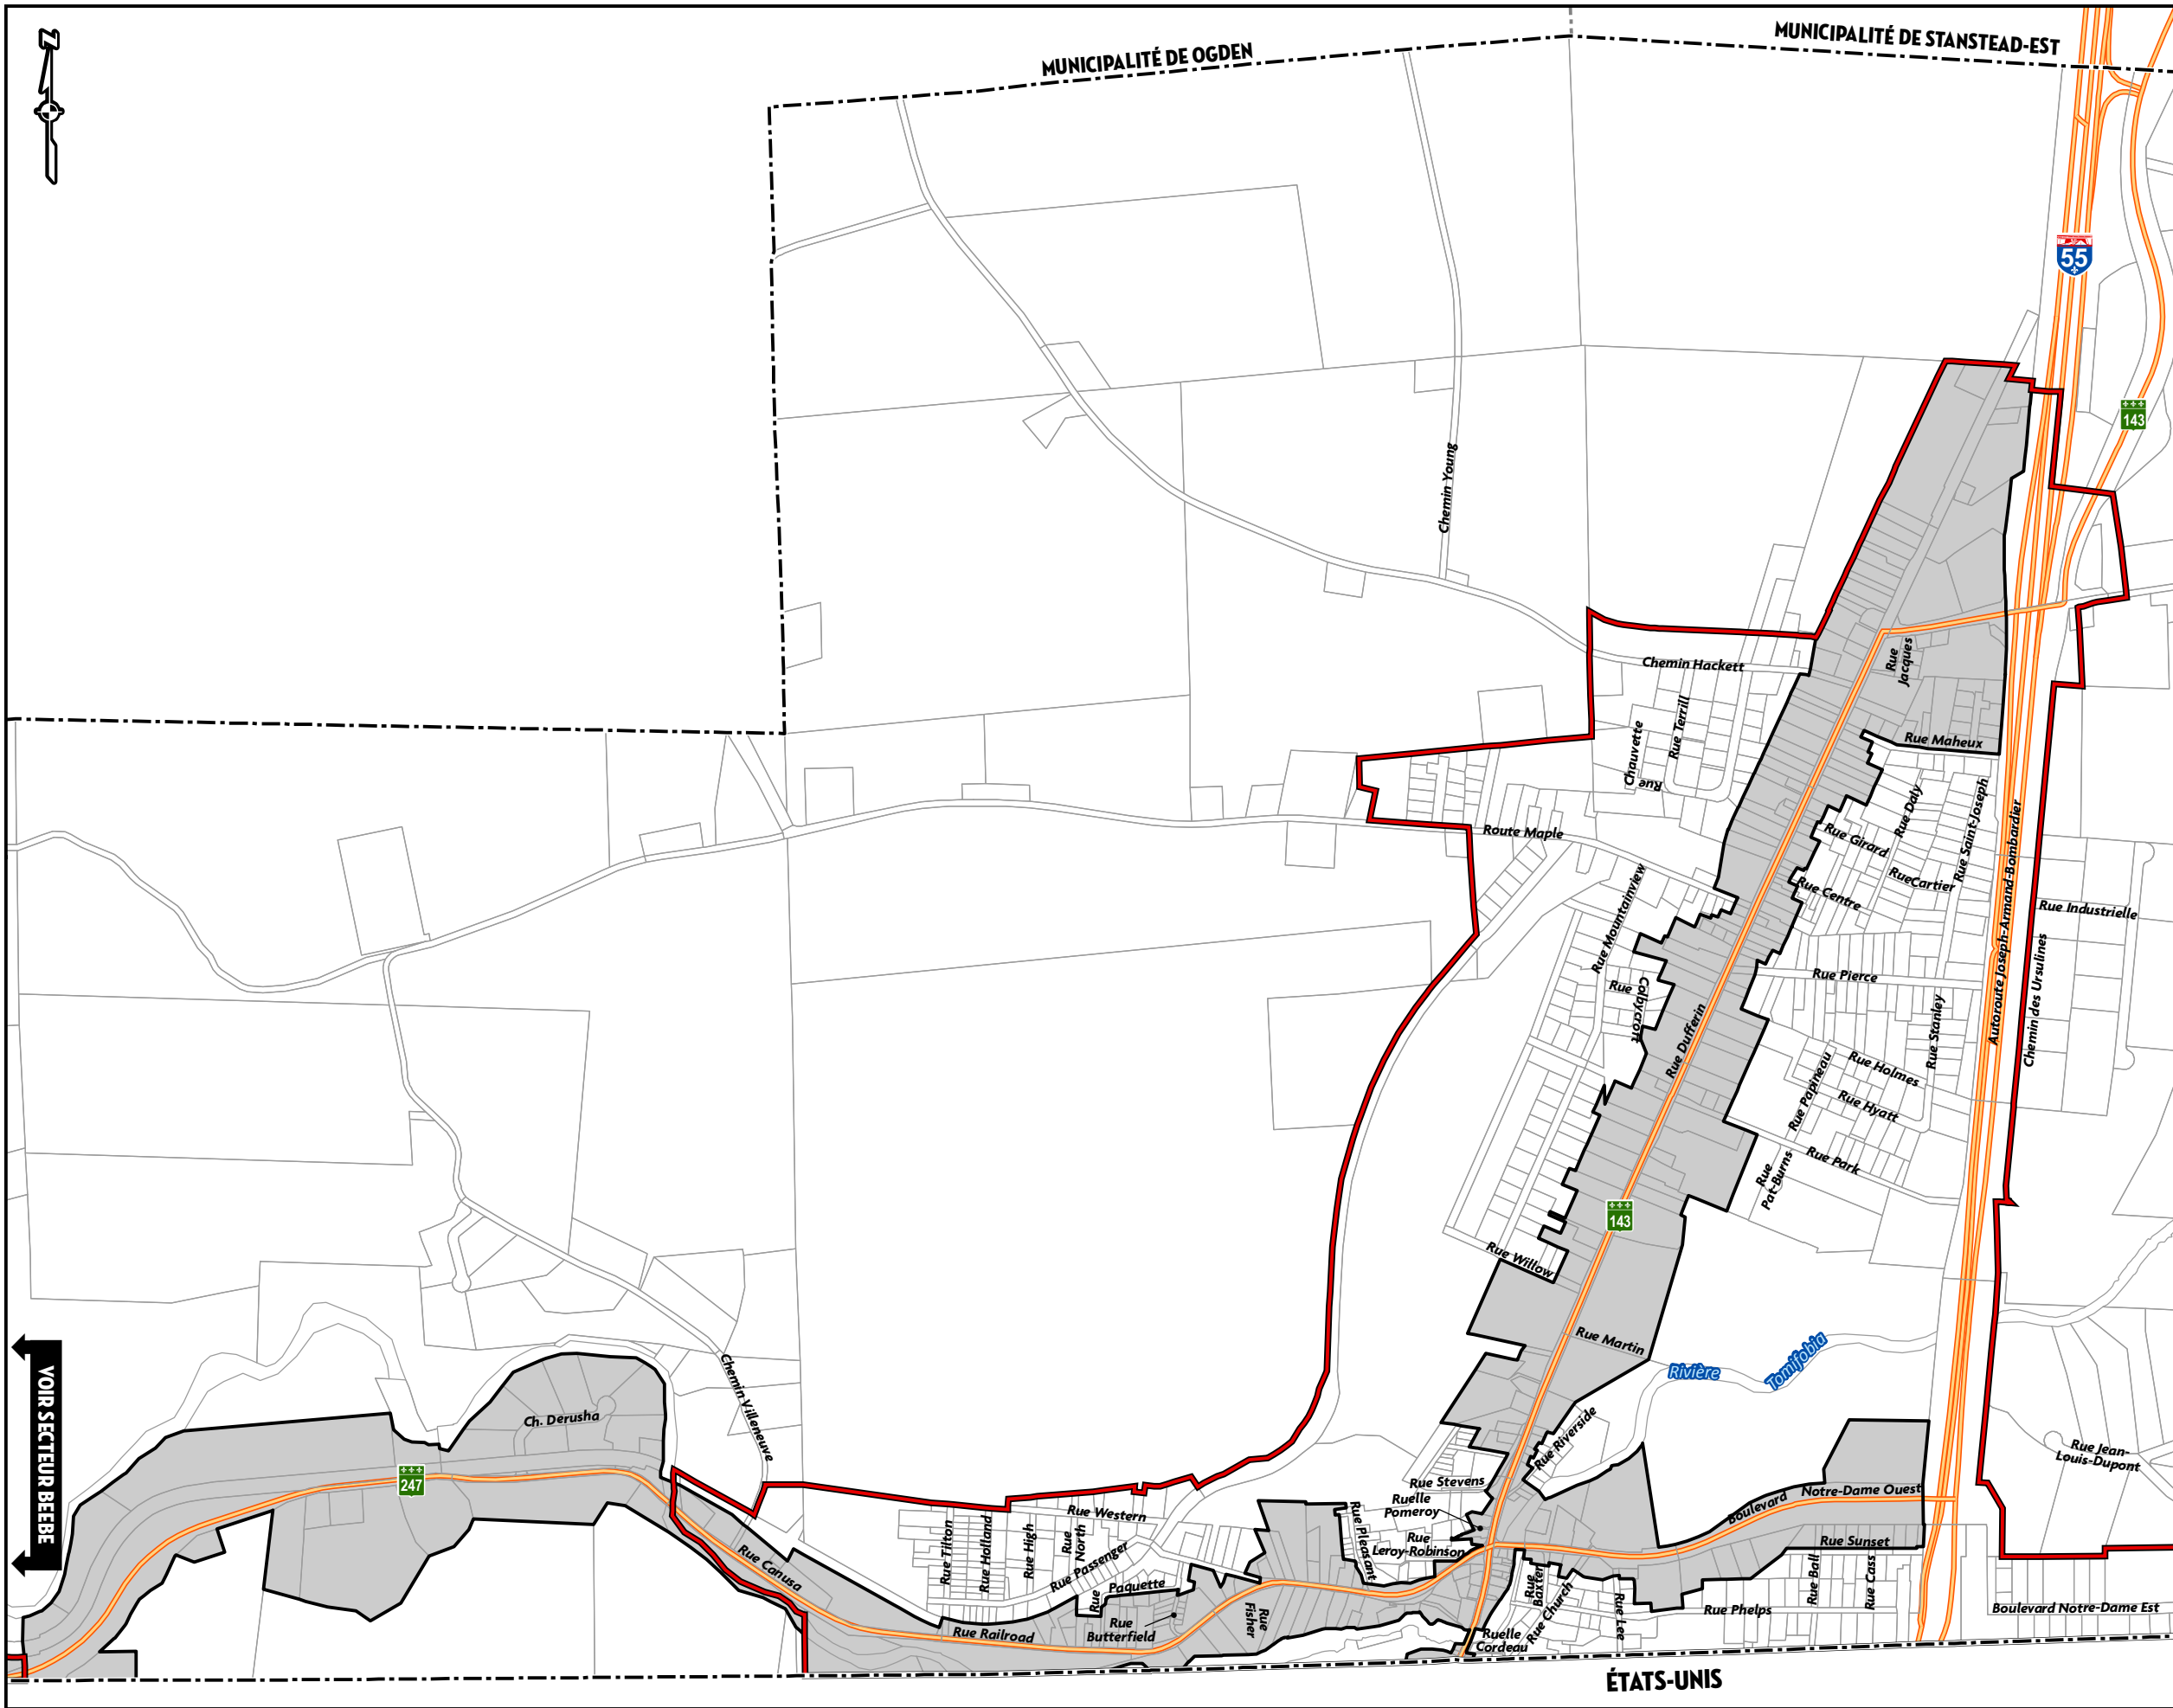 N
MUNICIPALITÉ DE OGDEN
MUNICIPALITÉ DE STANSTEAD-EST
55
143
Chemin Young
Chemin Hackett
Rue
Jacques
Rue Terrill
Rue
Chauvette
Rue Maheux
Rue Daly
Rue Saint-Joseph
Rue Girard
RueCartier
Rue Centre
Route Maple
Rue Mountainview
Rue
Colbycroft
Rue Pierce
Rue Dufferin
Rue Stanley
Rue Holmes
Rue Papineau
Rue Hyatt
Rue Park
Rue
Pat-Burns
Autoroute Joseph-Armand-Bombardier
Chemin des Ursulines
Rue Industrielle
143
Rue Willow
Rue Martin
Rivière
Tomifobia
Rue Riverside
VOIR SECTEUR BEEBE
Chemin Villeneuve
Ch. Derusha
247
Rue Jean-
Louis-Dupont
Rue Stevens
Ruelle
Pomeroy
Rue
Leroy-Robinson
Rue Pleasant
Boulevard
Notre-Dame Ouest
Rue Sunset
Rue Western
Rue Tilton
Rue Holland
Rue High
Rue
North
Rue Passenger
Rue
Paquette
Rue Canusa
Rue Railroad
Rue
Butterfield
Rue
Fisher
Rue
Baxter
Rue Church
Rue Lee
Ruelle
Cordeau
Rue Phelps
Rue Ball
Rue Cass
Boulevard Notre-Dame Est
ÉTATS-UNIS